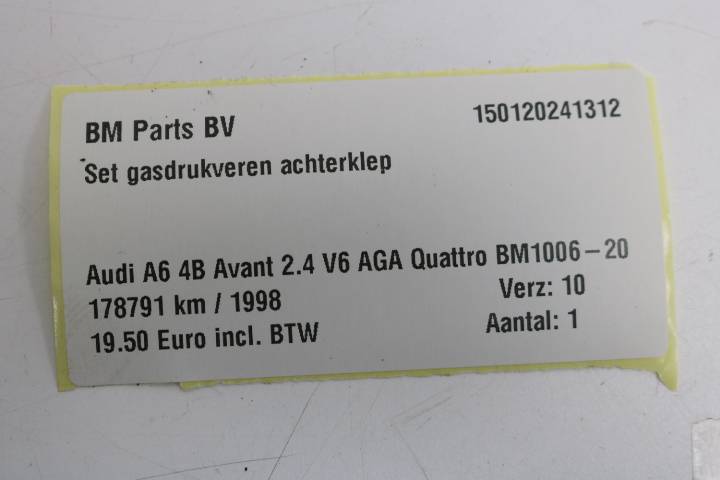 BM Parts BV 150120241312
Set gasdrukveren achterklep
Audi A6 4B Avant 2.4 V6 AGA Quattro BM1006-20
178791 km / 1998 Verz: 10
19.50 Euro incl. BTW Aantal: 1